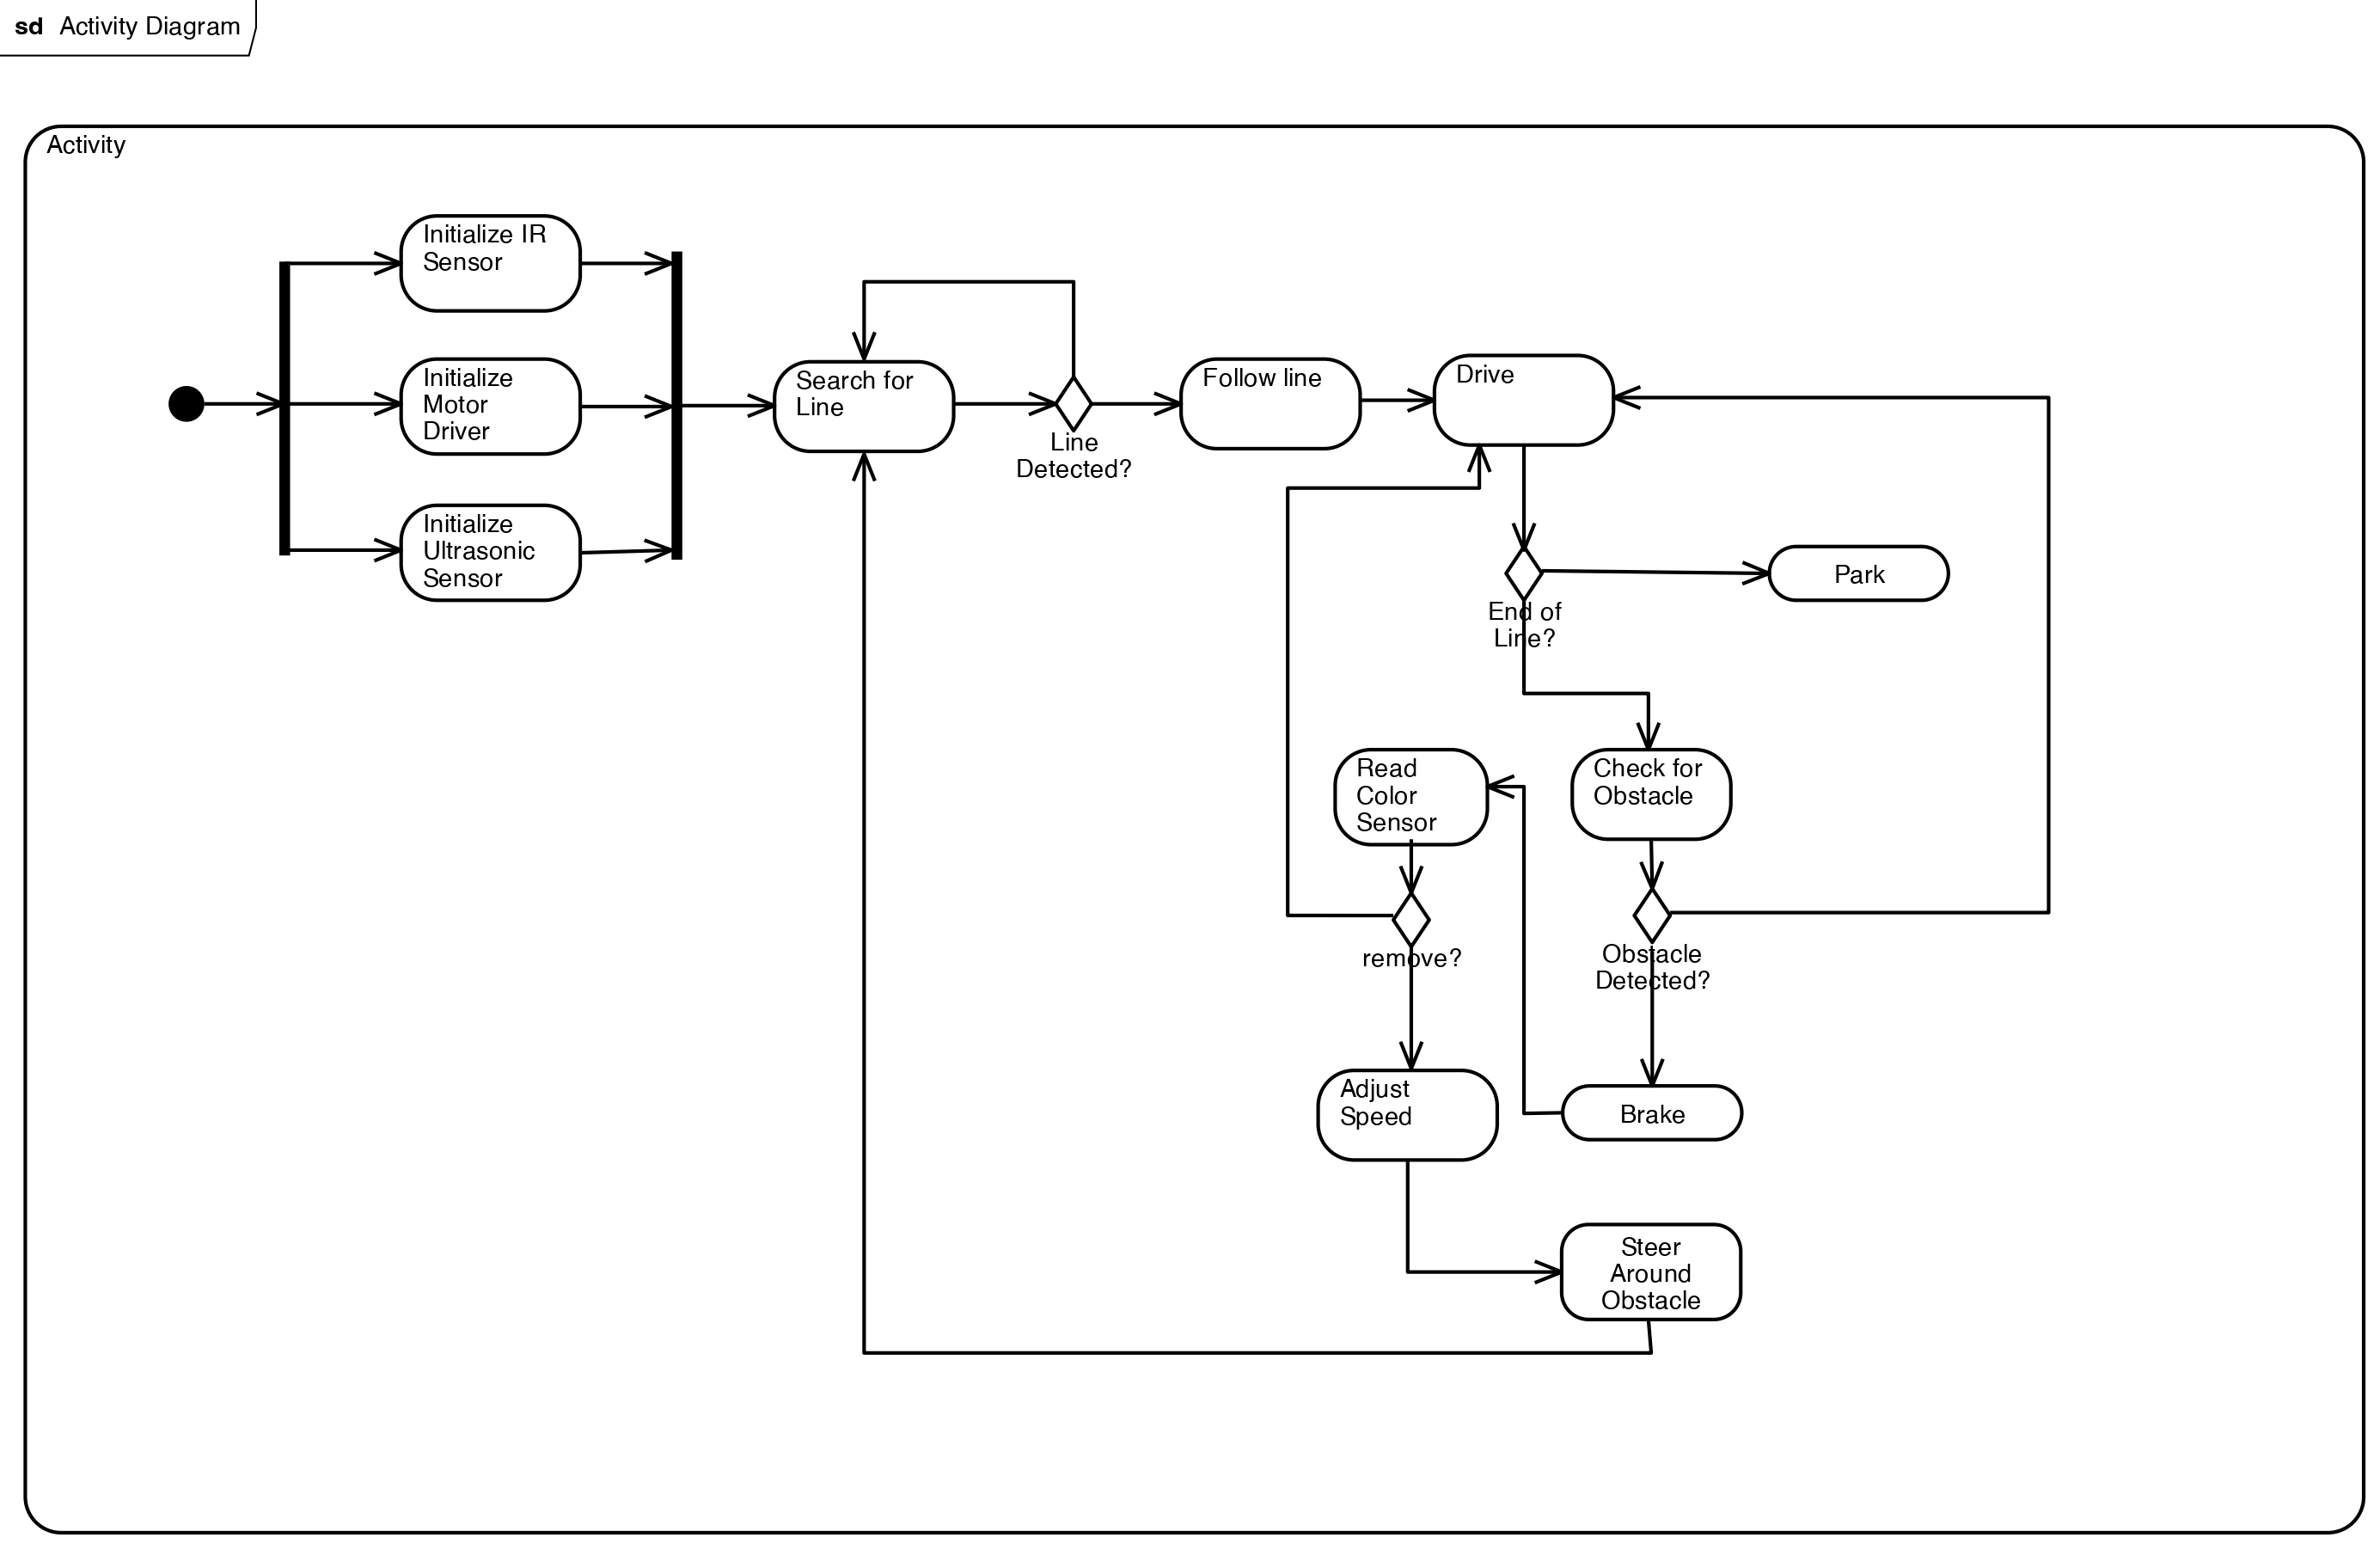 sd Activity Diagram
Activity
Initialize IR
Sensor
Initialize
Motor
Driver
Initialize
Ultrasonic
Sensor
Search for
Line
Line
Detected?
Follow line
Drive
End of
Line?
Park
Read
Color
Sensor
Check for
Obstacle
remove?
Obstacle
Detected?
Adjust
Speed
Brake
Steer
Around
Obstacle